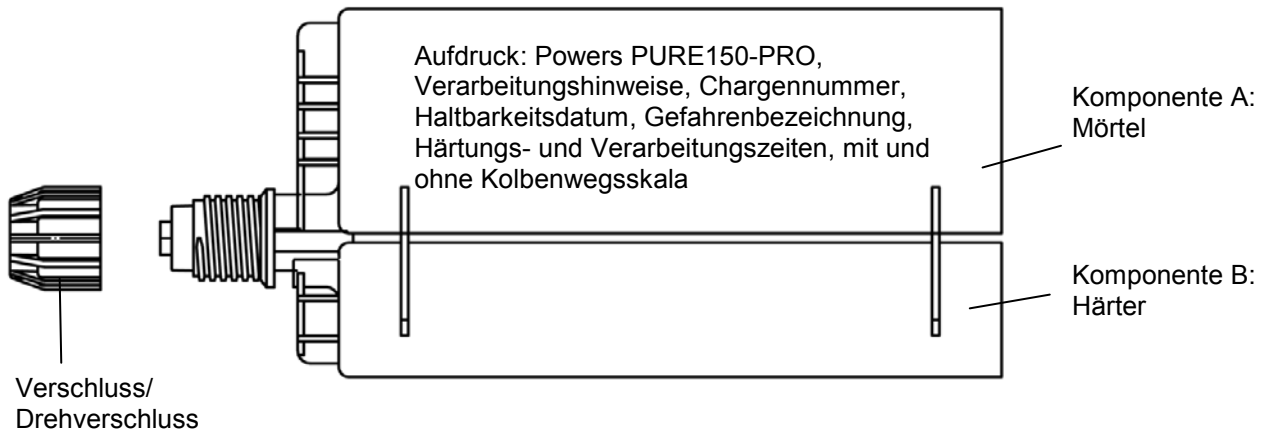 Aufdruck: Powers PURE150-PRO,
Verarbeitungshinweise, Chargennummer,
Haltbarkeitsdatum, Gefahrenbezeichnung,
Härtungs- und Verarbeitungszeiten, mit und
ohne Kolbenwegsskala
Komponente A:
Mörtel
Komponente B:
Härter
Verschluss/
Drehverschluss